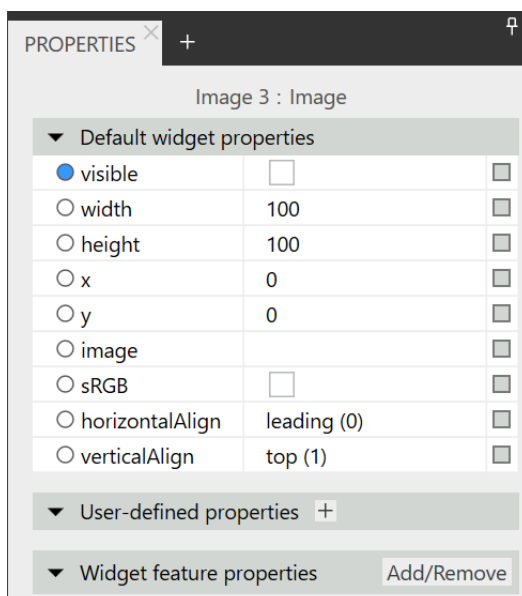 PROPERTIES
Image 3 : Image
Default widget properties
visible
width 100
height 100
x 0
y 0
image
sRGB
horizontalAlign leading (0)
verticalAlign top (1)
User-defined properties +
Widget feature properties Add/Remove